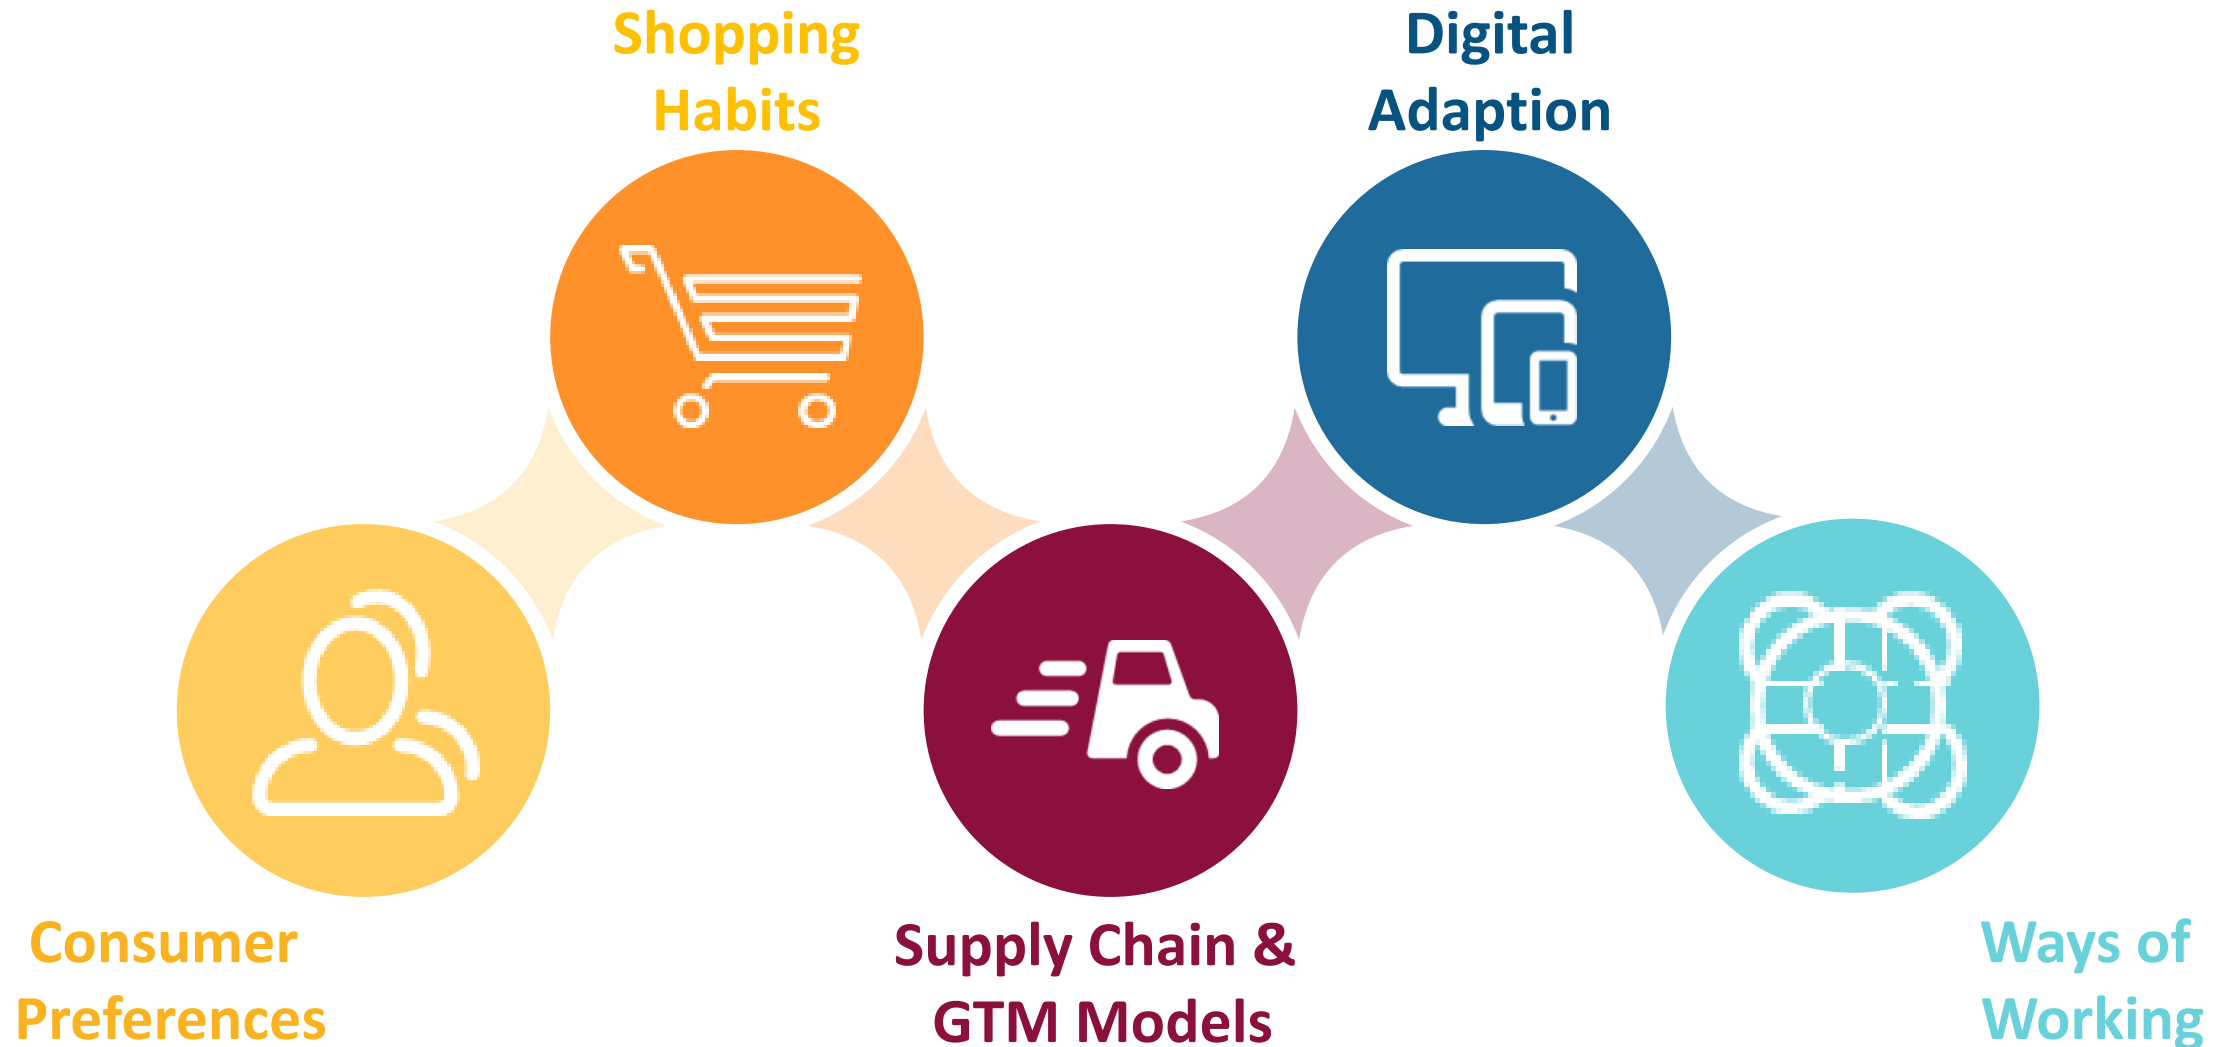 Shopping
Habits
Digital
Adaption
Consumer
Preferences
Supply Chain &
GTM Models
Ways of
Working